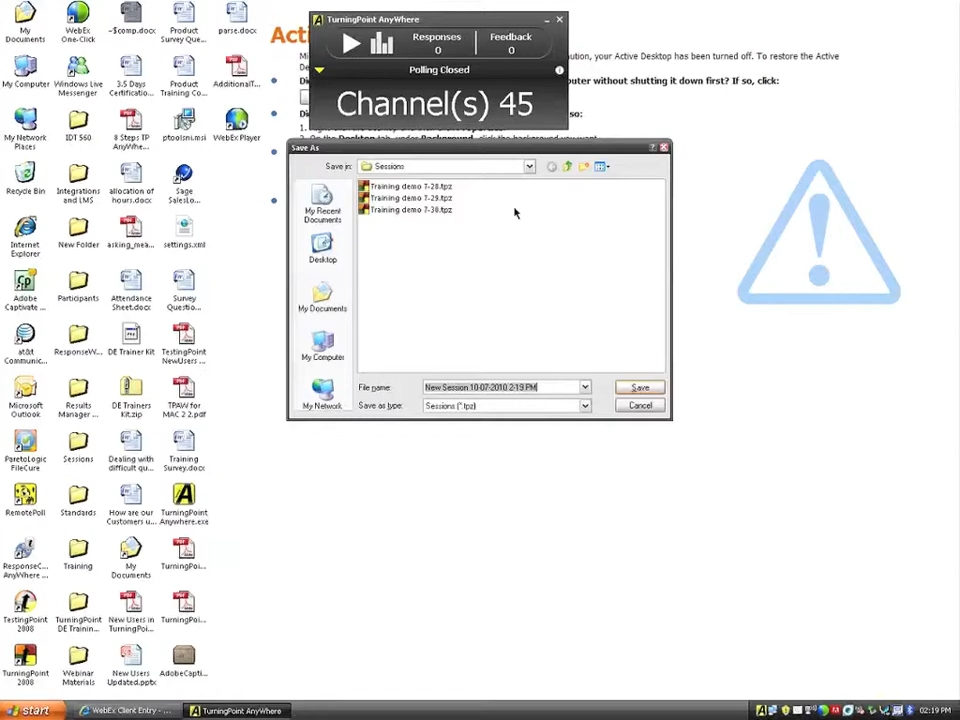 TurningPoint AnyWhere
Responses
0
Feedback
0
Polling Closed
Channel(s) 45
Save As
Save in:
Sessions
Training demo 7-28.tpz
Training demo 7-29.tpz
Training demo 7-30.tpz
My Recent
Documents
Desktop
My Documents
My Computer
My Network
File name:
New Session 10-07-2010 2-19 PM
Save
Save as type:
Sessions (*.tpz)
Cancel
ution, your Active Desktop has been turned off. To restore the Active
puter without shutting it down first? If so, click:
so:
My
Documents
WebEx
One-Click
~$comp.docx
Product
Survey Que...
parse.docx
My Computer
Windows Live
Messenger
3.5 Days
Certificatio...
Product
Training Co...
AdditionalT...
My Network
Places
IDT 560
8 Steps TP
AnyWhe...
ptoolsni.msi
WebEx Player
Recycle Bin
Integrations
and LMS
allocation of
hours.docx
Sage
SalesLo...
Internet
Explorer
New Folder
asking_mea...
settings.xml
Adobe
Captivate ...
Participants
Attendance
Sheet.docx
Survey
Questio...
at&t
Communicat...
ResponseW...
DE Trainer Kit
TestingPoint
NewUsers ...
Microsoft
Outlook
Results
Manager ...
DE Trainers
Kit.zip
TPAW for
MAC 2 2.pdf
ParetoLogic
FileCure
Sessions
Dealing with
difficult qu...
Training
Survey.docx
RemotePoll
Standards
How are our
Customers u...
TurningPoint
Anywhere.exe
ResponseC...
AnyWhere ...
Training
My
Documents
TurningPoi...
TestingPoint
2008
TurningPoint
DE Trainin...
New Users in
TurningPoi...
TurningPoi...
TurningPoint
2008
Webinar
Materials
New Users
Updated.pptx
AdobeCapti...
start
WebEx Client Entry - ...
TurningPoint AnyWhere
02:19 PM